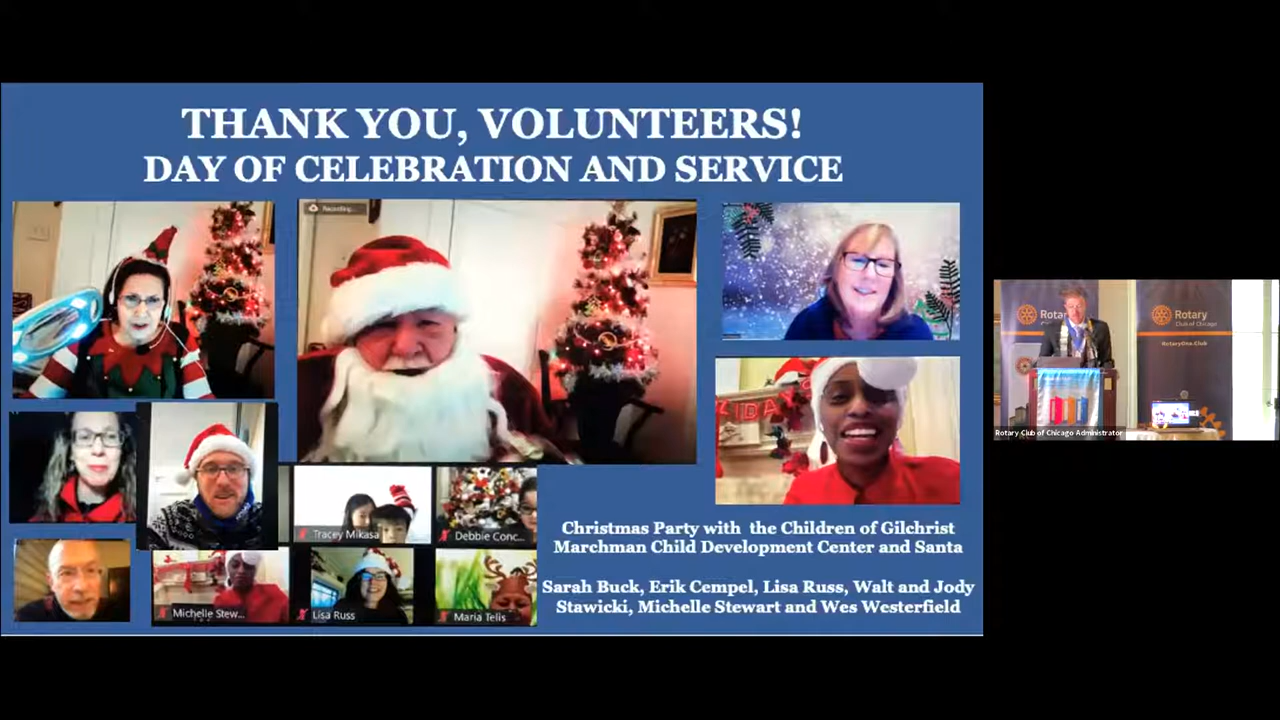 THANK YOU, VOLUNTEERS!
DAY OF CELEBRATION AND SERVICE
Recording...
IDAY
Tracey Mikasa
Debbie Conc...
Michelle Stew...
Lisa Russ
Maria Telis
Christmas Party with the Children of Gilchrist
Marchman Child Development Center and Santa
Sarah Buck, Erik Cempel, Lisa Russ, Walt and Jody
Stawicki, Michelle Stewart and Wes Westerfield
Rota
Rotary
Club of Chicago
RotaryOne.Club
Rotary Club of Chicago Administrator